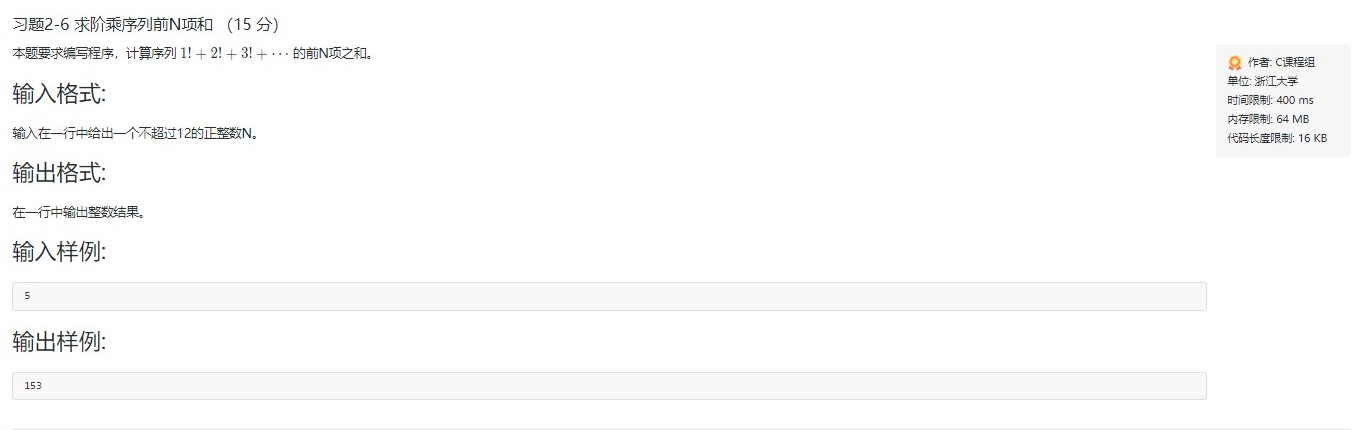 习题2-6 求阶乘序列前N项和 （15 分）
本题要求编写程序，计算序列 1! + 2! + 3! + ⋯ 的前N项之和。
作者: C课程组
单位: 浙江大学
时间限制: 400 ms
内存限制: 64 MB
代码长度限制: 16 KB
输入格式:
输入在一行中给出一个不超过12的正整数N。
输出格式:
在一行中输出整数结果。
输入样例:
5
输出样例:
153